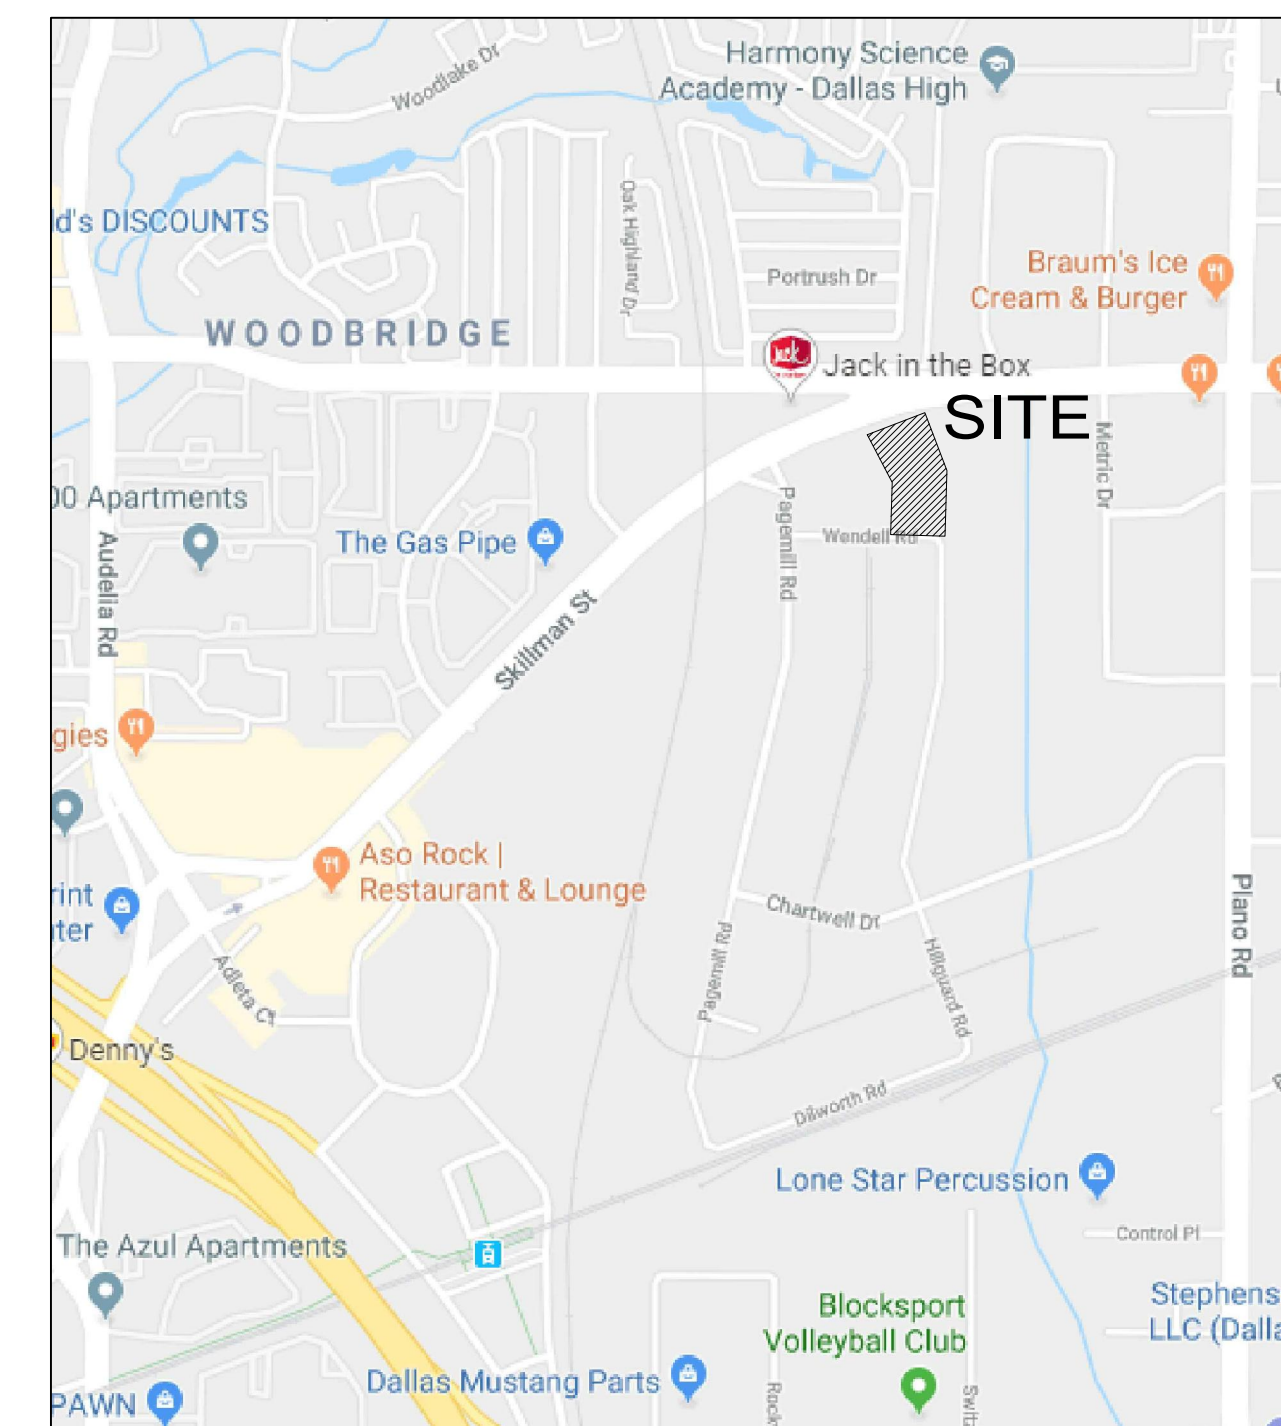 Woodlake Dr
Harmony Science
Academy - Dallas High
Oak Highland Dr
ld's DISCOUNTS
Portrush Dr
Braum's Ice
Cream & Burger
WOODBRIDGE
Jack in the Box
SITE
Metric Dr
00 Apartments
Audelia Rd
The Gas Pipe
Pagemill Rd
Wendell Rd
Skillman St
gies
Aso Rock |
Restaurant & Lounge
rint
ter
Chartwell Dr
Plano Rd
Pagemill Rd
Hillguard Rd
Adleta Ct
Denny's
Dilworth Rd
Lone Star Percussion
Control Pl
The Azul Apartments
Blocksport
Volleyball Club
Stephens
LLC (Dalla
Dallas Mustang Parts
PAWN
Rock
Switz